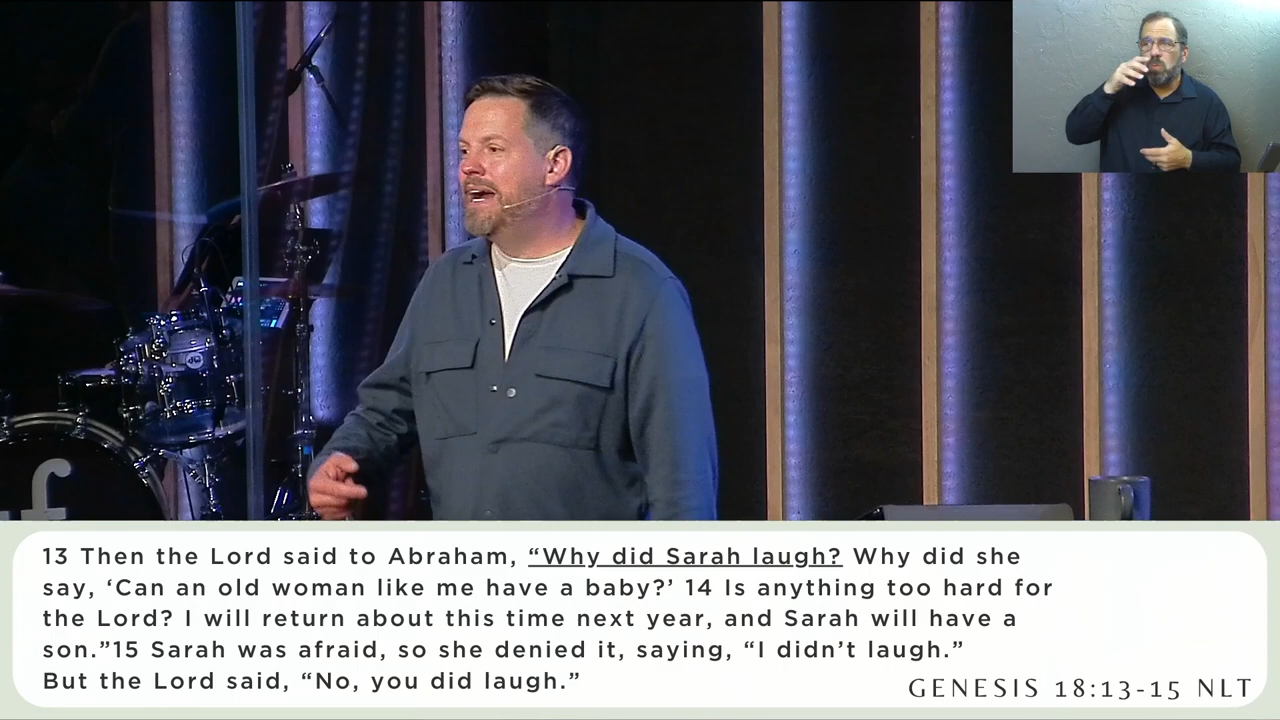 f
13 Then the Lord said to Abraham, “Why did Sarah laugh? Why did she
say, ‘Can an old woman like me have a baby?’ 14 Is anything too hard for
the Lord? I will return about this time next year, and Sarah will have a
son.”15 Sarah was afraid, so she denied it, saying, “I didn’t laugh.”
But the Lord said, “No, you did laugh.”
GENESIS 18:13-15 NLT